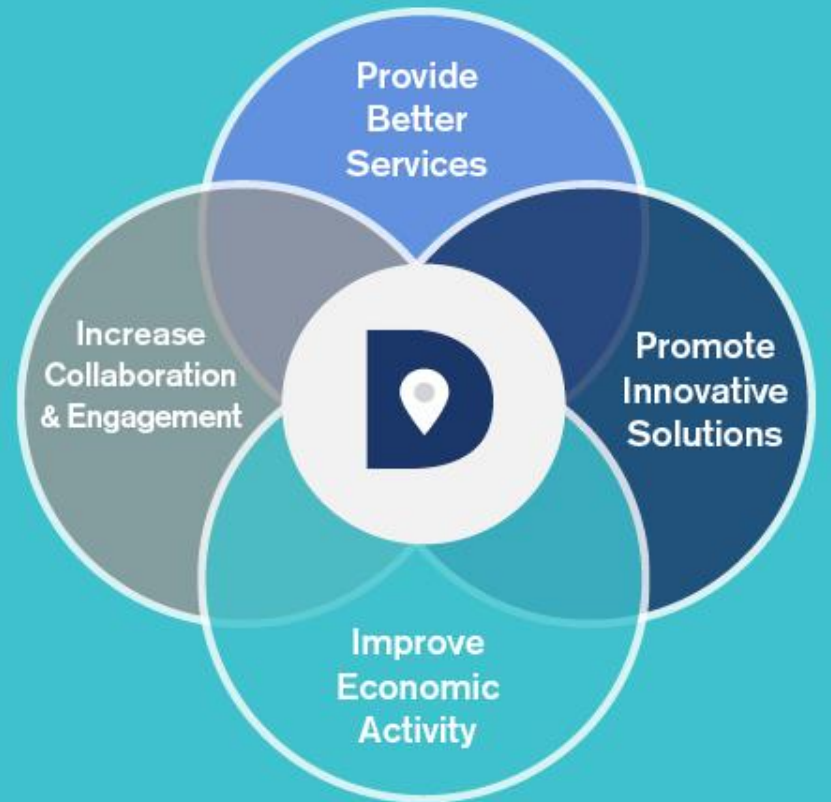 Provide
Better
Services
Increase
Collaboration
& Engagement
D
Promote
Innovative
Solutions
Improve
Economic
Activity